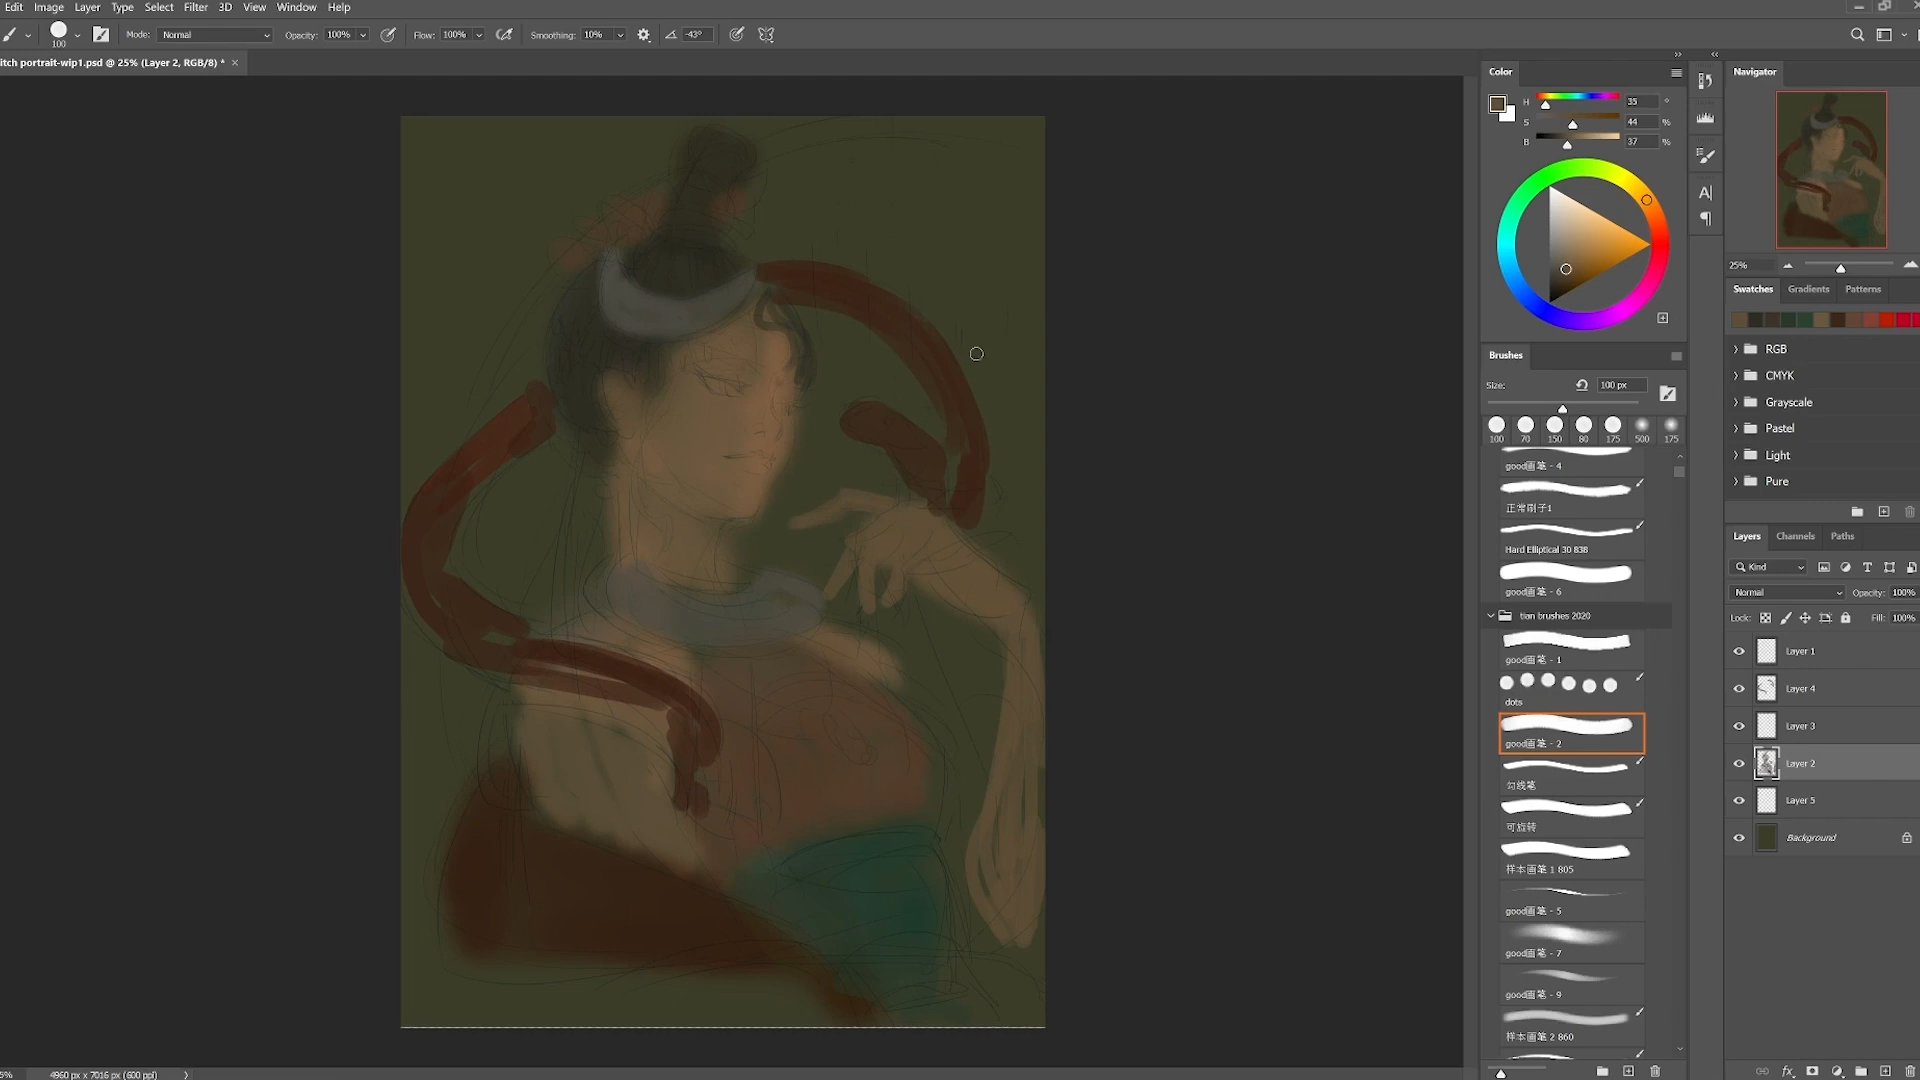 Edit Image Layer Type Select Filter 3D View Window Help
100 Mode: Normal Opacity: 100% Flow: 100% Smoothing: 10% -43°
itch portrait-wip1.psd @ 25% (Layer 2, RGB/8) * ×
Color
H 35 °
S 44 %
B 37 %
Brushes
Size: 100 px
100 70 150 80 175 500 175
good画笔 - 4
正常刷子1
Hard Elliptical 30 838
good画笔 - 6
tian brushes 2020
good画笔 - 1
dots
good画笔 - 2
勾线笔
可旋转
样本画笔 1 805
good画笔 - 5
good画笔 - 7
good画笔 - 9
样本画笔 2 860
Navigator
25%
Swatches Gradients Patterns
RGB
CMYK
Grayscale
Pastel
Light
Pure
Layers Channels Paths
Kind
Normal Opacity: 100%
Lock: Fill: 100%
Layer 1
Layer 4
Layer 3
Layer 2
Layer 5
Background
fx
5% 4960 px x 7016 px (600 ppi)